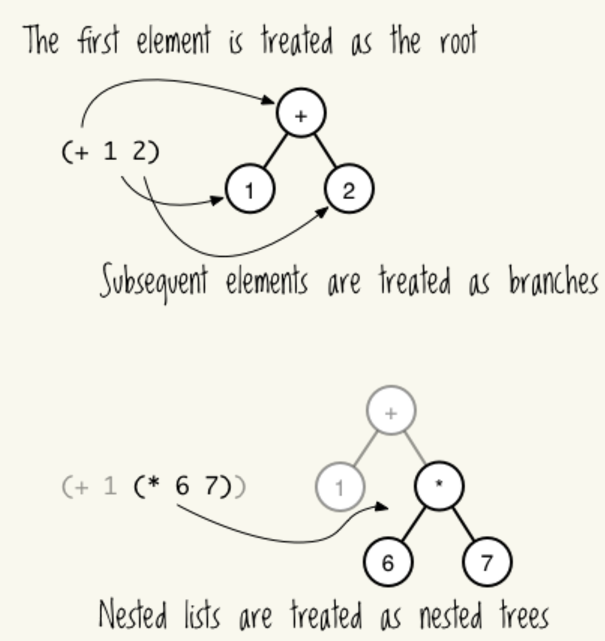 The first element is treated as the root
+
(+ 1 2)
1 2
Subsequent elements are treated as branches
+
(+ 1 (* 6 7))
1 *
6 7
Nested lists are treated as nested trees